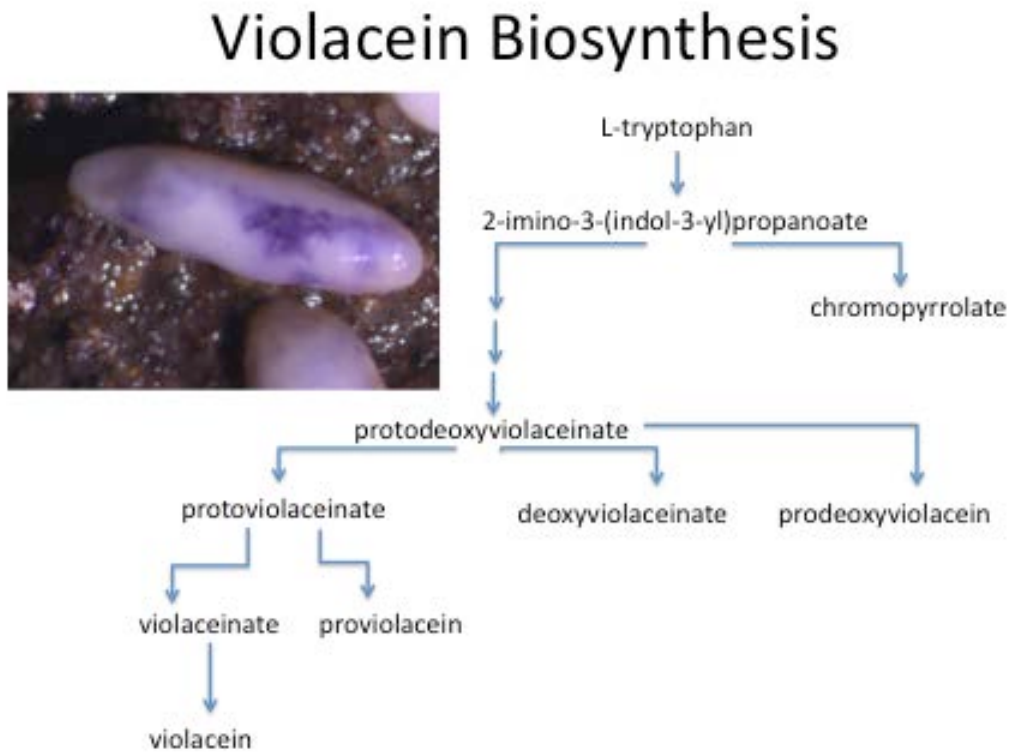 Violacein Biosynthesis
L-tryptophan
2-imino-3-(indol-3-yl)propanoate
chromopyrrolate
protodeoxyviolaceinate
protoviolaceinate
deoxyviolaceinate
prodeoxyviolacein
violaceinate
proviolacein
violacein